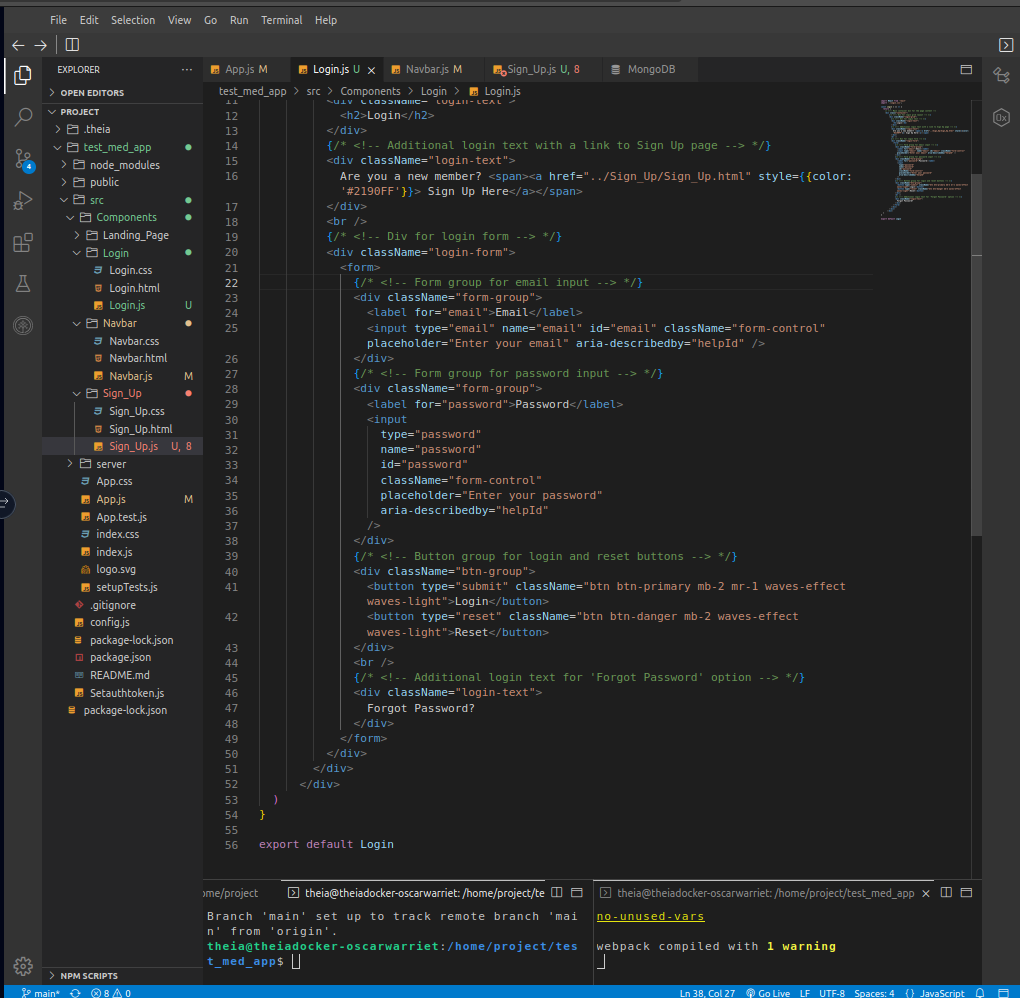 File Edit Selection View Go Run Terminal Help
EXPLORER ...
OPEN EDITORS
PROJECT
.theia
test_med_app
node_modules
public
src
Components
Landing_Page
Login
Login.css
Login.html
Login.js U
Navbar
Navbar.css
Navbar.html
Navbar.js M
Sign_Up
Sign_Up.css
Sign_Up.html
Sign_Up.js U, 8
server
App.css
App.js M
App.test.js
index.css
index.js
logo.svg
setupTests.js
.gitignore
config.js
package-lock.json
package.json
README.md
Setauthtoken.js
package-lock.json
NPM SCRIPTS
4
App.js M Login.js U × Navbar.js M Sign_Up.js U, 8 MongoDB
test_med_app > src > Components > Login > Login.js
11 <div className="login-text">
12 <h2>Login</h2>
13 </div>
14 {/* <!-- Additional login text with a link to Sign Up page --> */}
15 <div className="login-text">
16 Are you a new member? <span><a href="../Sign_Up/Sign_Up.html" style={{color:
'#2190FF'}}> Sign Up Here</a></span>
17 </div>
18 <br />
19 {/* <!-- Div for login form --> */}
20 <div className="login-form">
21 <form>
22 {/* <!-- Form group for email input --> */}
23 <div className="form-group">
24 <label for="email">Email</label>
25 <input type="email" name="email" id="email" className="form-control"
placeholder="Enter your email" aria-describedby="helpId" />
26 </div>
27 {/* <!-- Form group for password input --> */}
28 <div className="form-group">
29 <label for="password">Password</label>
30 <input
31 type="password"
32 name="password"
33 id="password"
34 className="form-control"
35 placeholder="Enter your password"
36 aria-describedby="helpId"
37 />
38 </div>
39 {/* <!-- Button group for login and reset buttons --> */}
40 <div className="btn-group">
41 <button type="submit" className="btn btn-primary mb-2 mr-1 waves-effect
waves-light">Login</button>
42 <button type="reset" className="btn btn-danger mb-2 waves-effect
waves-light">Reset</button>
43 </div>
44 <br />
45 {/* <!-- Additional login text for 'Forgot Password' option --> */}
46 <div className="login-text">
47 Forgot Password?
48 </div>
49 </form>
50 </div>
51 </div>
52 </div>
53 )
54 }
55
56 export default Login
0x
ome/project theia@theiadocker-oscarwarriet: /home/project/te
Branch 'main' set up to track remote branch 'mai
n' from 'origin'.
theia@theiadocker-oscarwarriet:/home/project/tes
t_med_app$
theia@theiadocker-oscarwarriet: /home/project/test_med_app ×
no-unused-vars
webpack compiled with 1 warning
main* 8 0 Ln 38, Col 27 Go Live LF UTF-8 Spaces: 4 {} JavaScript